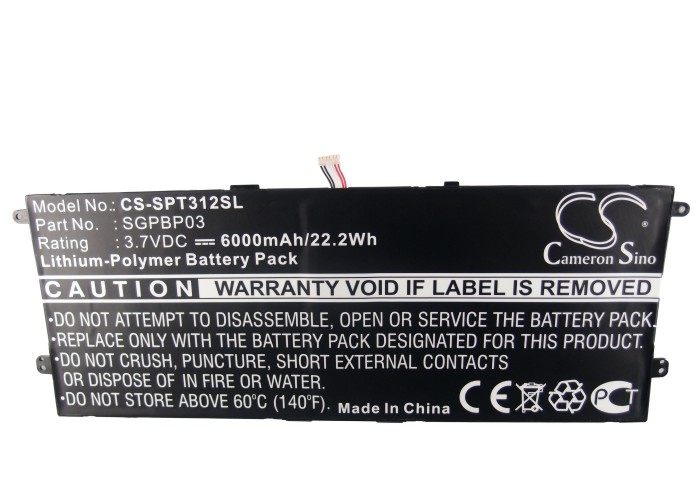 Model No.: CS-SPT312SL
Part No. : SGPBP03
Rating : 3.7VDC 6000mAh/22.2Wh
Lithium-Polymer Battery Pack
CS
Cameron Sino
CAUTION WARRANTY VOID IF LABEL IS REMOVED
•DO NOT ATTEMPT TO DISASSEMBLE, OPEN OR SERVICE THE BATTERY PACK.
•REPLACE ONLY WITH THE BATTERY PACK DESIGNATED FOR THIS PRODUCT.
•DO NOT CRUSH, PUNCTURE, SHORT EXTERNAL CONTACTS
OR DISPOSE OF IN FIRE OR WATER.
•DO NOT PLACE ABOVE 60°C (140°F). Made In China CE PCT